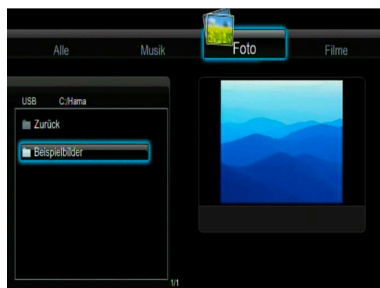 Alle Musik Foto Filme
USB C:/Hama
Zurück
Beispielbilder
1/1